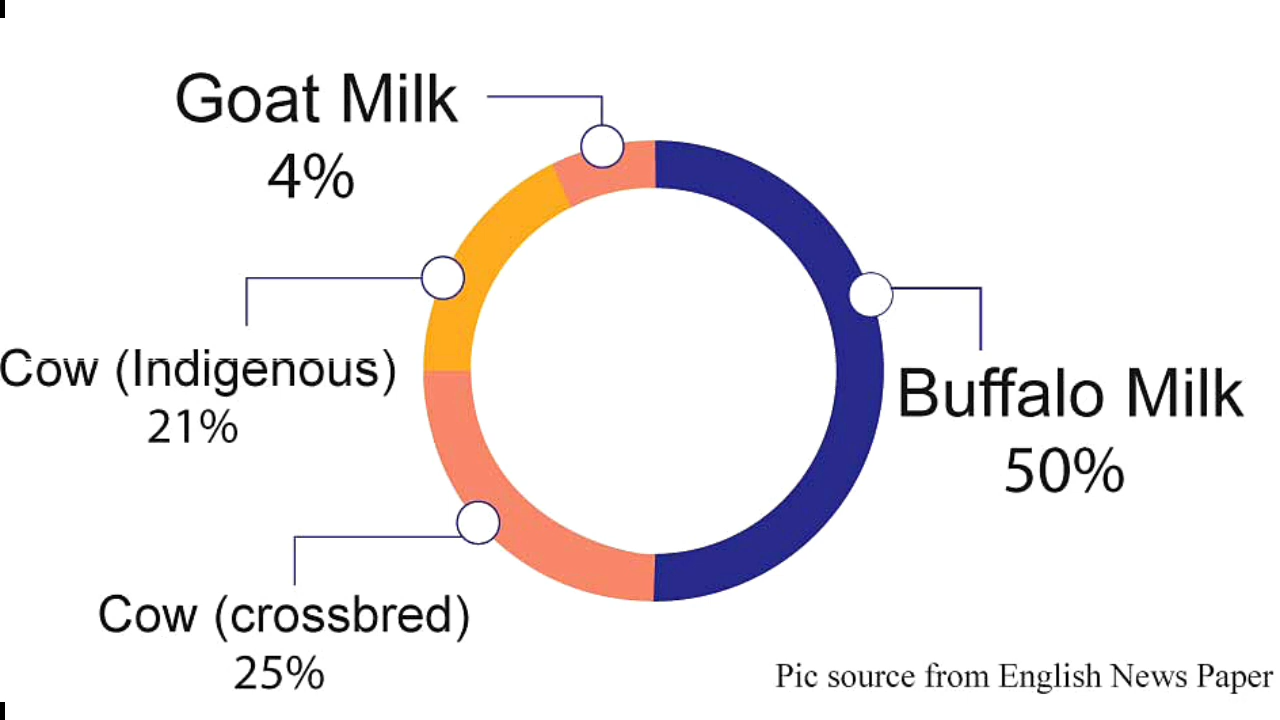 Goat Milk
4%
Cow (Indigenous)
21%
Buffalo Milk
50%
Cow (crossbred)
25%
Pic source from English News Paper